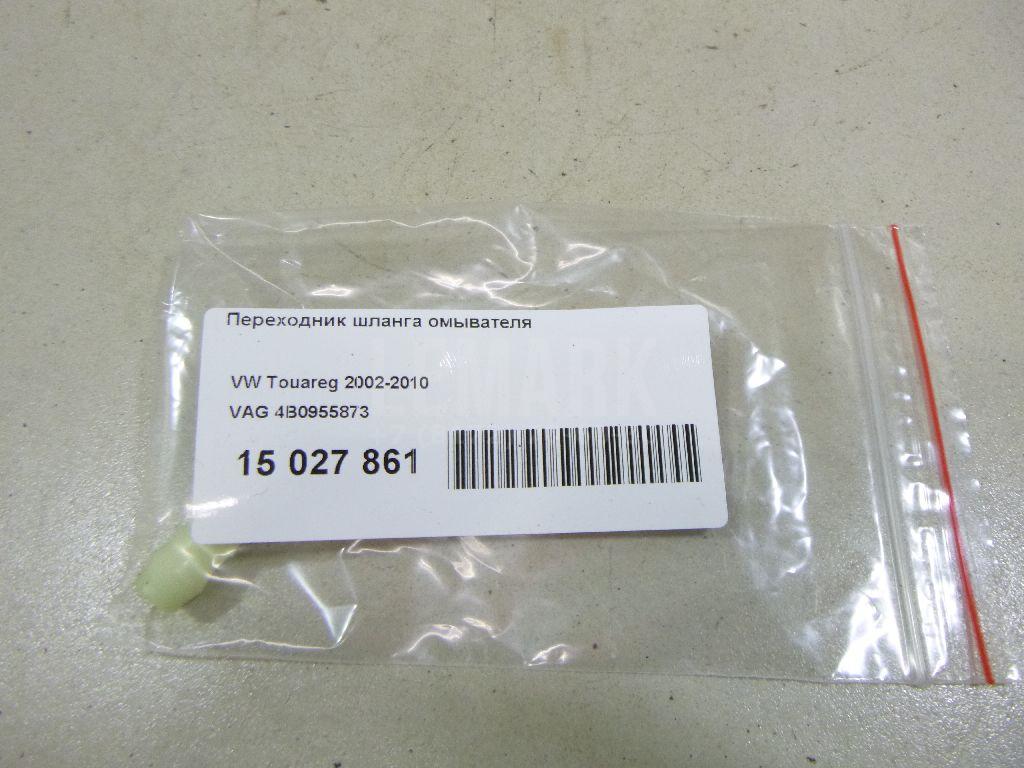 Переходник шланга омывателя
VW Touareg 2002-2010
VAG 4B0955873
15 027 861